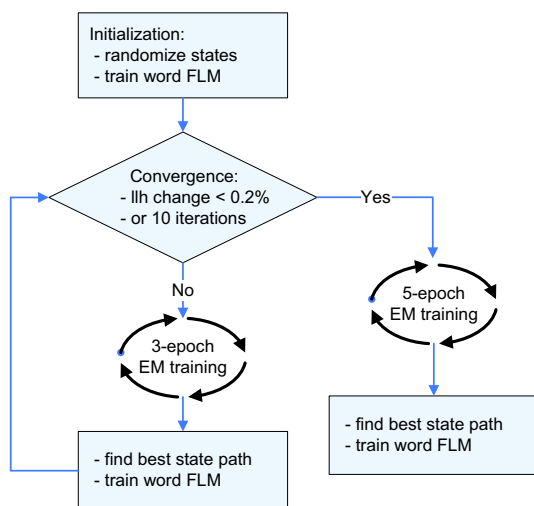 Initialization:
- randomize states
- train word FLM
Convergence:
- llh change < 0.2%
- or 10 iterations
Yes
No
5-epoch
EM training
3-epoch
EM training
- find best state path
- train word FLM
- find best state path
- train word FLM